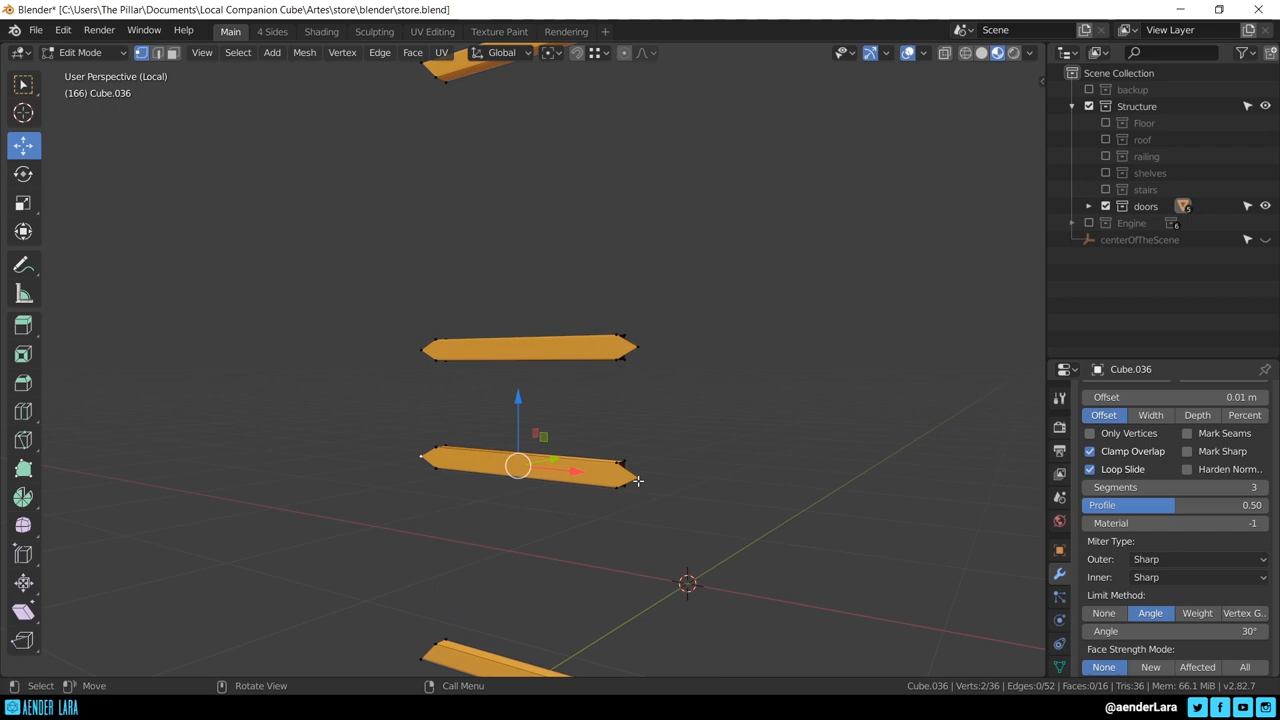 Blender* [C:\Users\The Pillar\Documents\Local Companion Cube\Artes\store\blender\store.blend]
File Edit Render Window Help Main 4 Sides Shading Sculpting UV Editing Texture Paint Rendering + Scene View Layer
Edit Mode View Select Add Mesh Vertex Edge Face UV Global
User Perspective (Local)
(166) Cube.036
Scene Collection
backup
Structure
Floor
roof
railing
shelves
stairs
doors 5
Engine 6
centerOfTheScene
Cube.036
Offset 0.01 m
Offset Width Depth Percent
Only Vertices Mark Seams
Clamp Overlap Mark Sharp
Loop Slide Harden Norm..
Segments 3
Profile 0.50
Material -1
Miter Type:
Outer: Sharp
Inner: Sharp
Limit Method:
None Angle Weight Vertex G..
Angle 30°
Face Strength Mode:
None New Affected All
Select Move Rotate View Call Menu Cube.036 | Verts:2/36 | Edges:0/52 | Faces:0/16 | Tris:36 | Mem: 66.1 MiB | v2.82.7
AENDER LARA @aenderLara